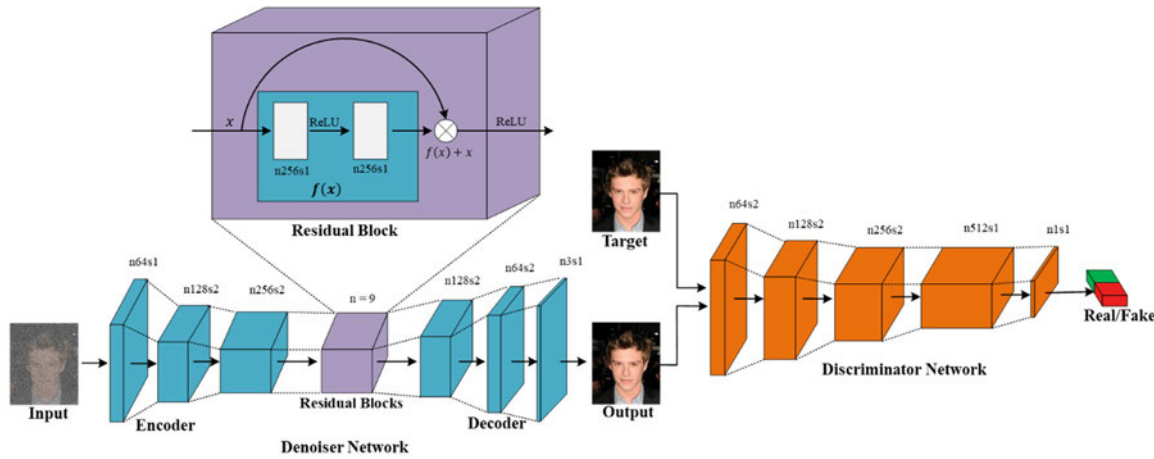 x
ReLU
ReLU
n256s1
n256s1
f(x) + x
f(x)
Residual Block
n64s1
n128s2
n256s2
n = 9
n128s2
n64s2
n3s1
Input
Encoder
Residual Blocks
Decoder
Denoiser Network
Target
Output
n64s2
n128s2
n256s2
n512s1
n1s1
Real/Fake
Discriminator Network